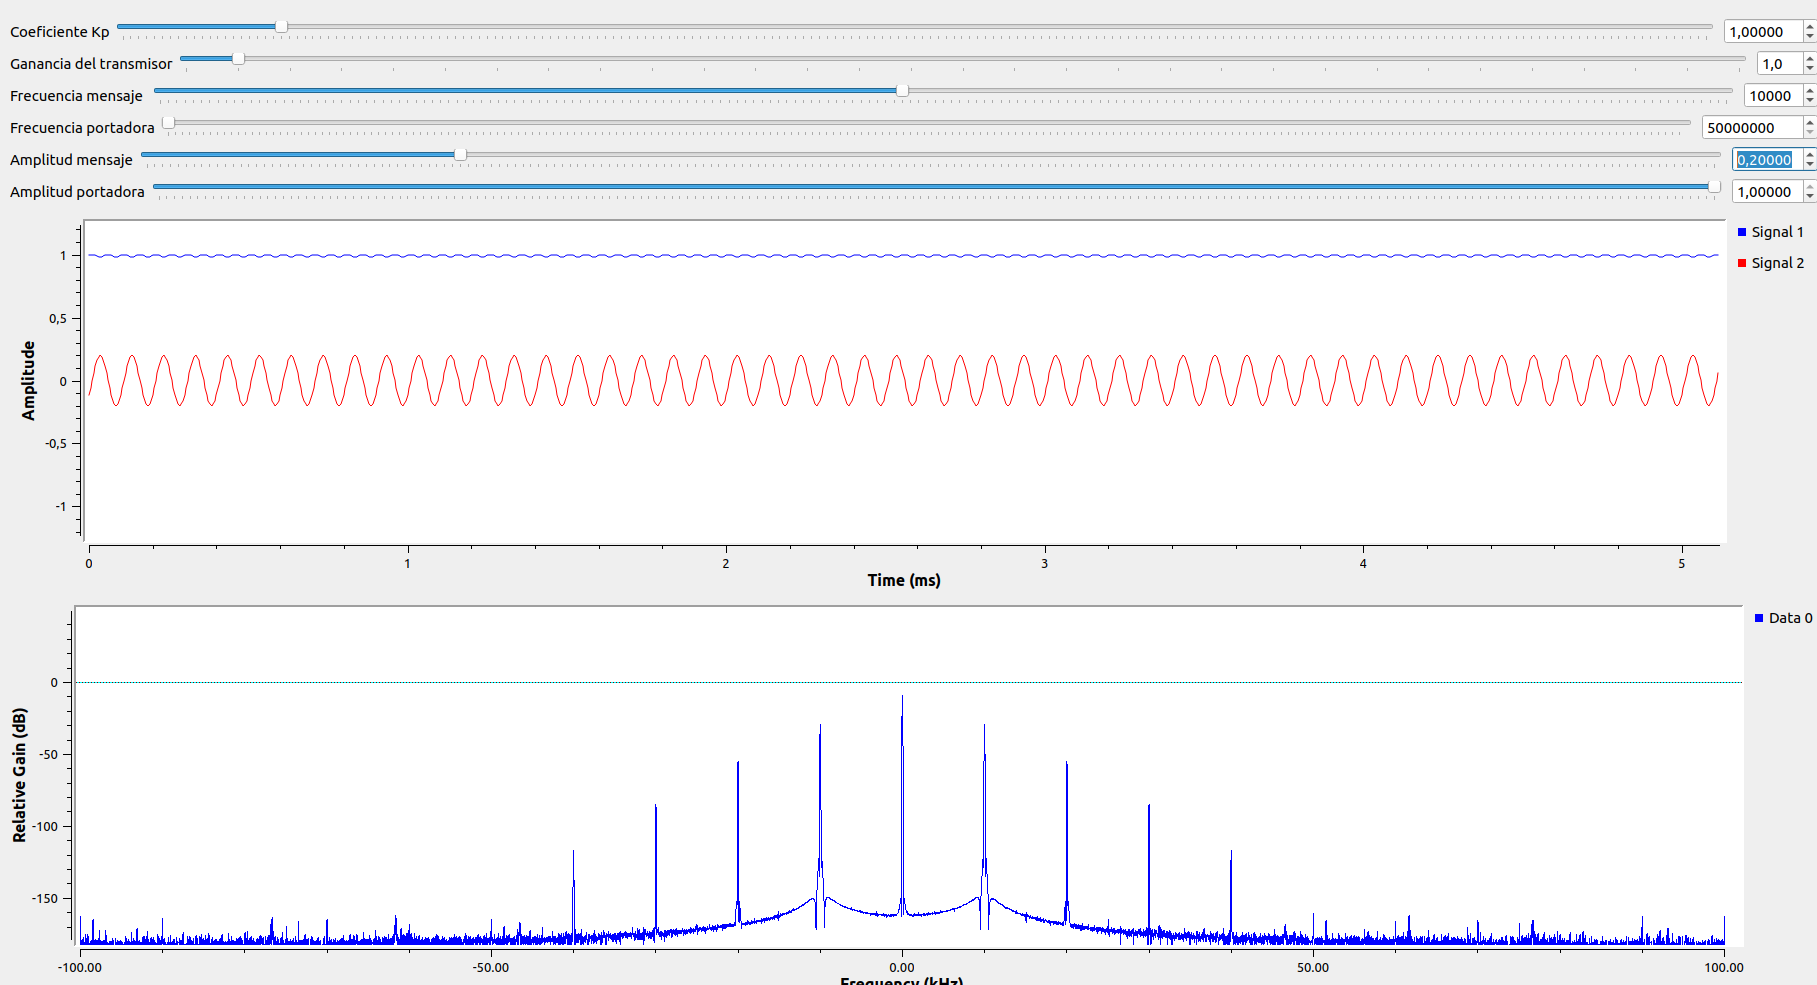 Coeficiente Kp 1,00000
Ganancia del transmisor 1,0
Frecuencia mensaje 10000
Frecuencia portadora 50000000
Amplitud mensaje 0,20000
Amplitud portadora 1,00000
Signal 1
Signal 2
Amplitude
1
0,5
0
-0,5
-1
0 1 2 3 4 5
Time (ms)
Data 0
Relative Gain (dB)
0
-50
-100
-150
-100.00 -50.00 0.00 50.00 100.00
Frequency (kHz)